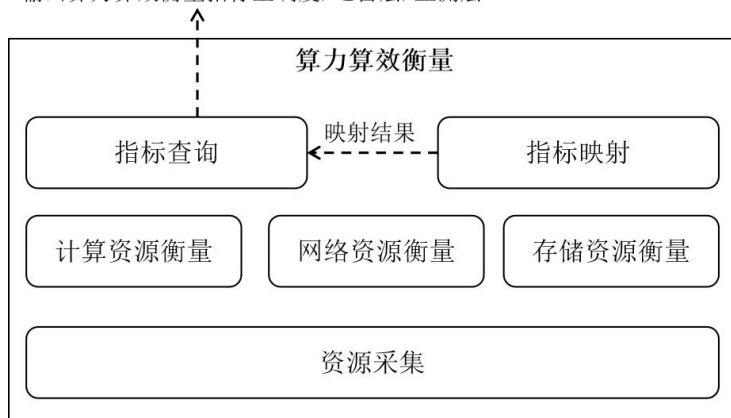 算力算效衡量
指标查询
映射结果
指标映射
计算资源衡量
网络资源衡量
存储资源衡量
资源采集